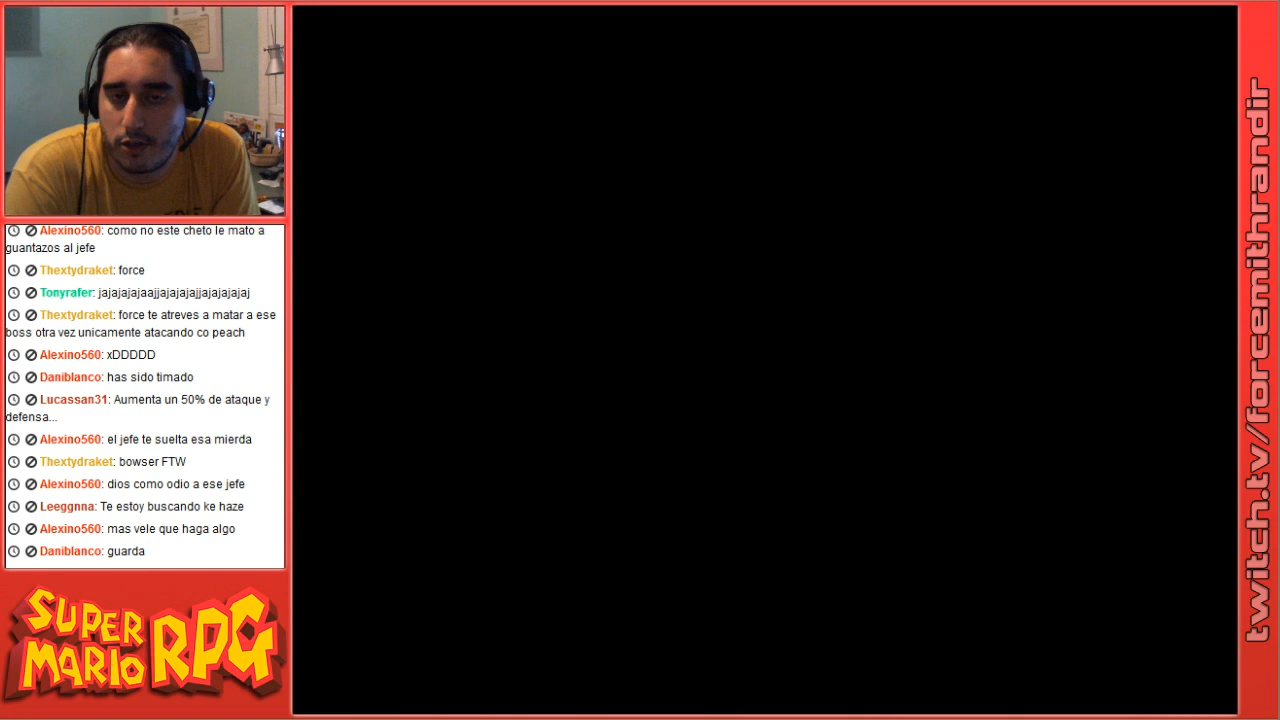 Alexino560: como no este cheto le mato a
guantazos al jefe
Thextydraket: force
Tonyrafer: jajajajajaajjajajajajjajajajajaj
Thextydraket: force te atreves a matar a ese
boss otra vez unicamente atacando co peach
Alexino560: xDDDDD
Daniblanco: has sido timado
Lucassan31: Aumenta un 50% de ataque y
defensa...
Alexino560: el jefe te suelta esa mierda
Thextydraket: bowser FTW
Alexino560: dios como odio a ese jefe
Leeggnna: Te estoy buscando ke haze
Alexino560: mas vele que haga algo
Daniblanco: guarda
SUPER
MARIO RPG
twitch.tv/forcemithrandir